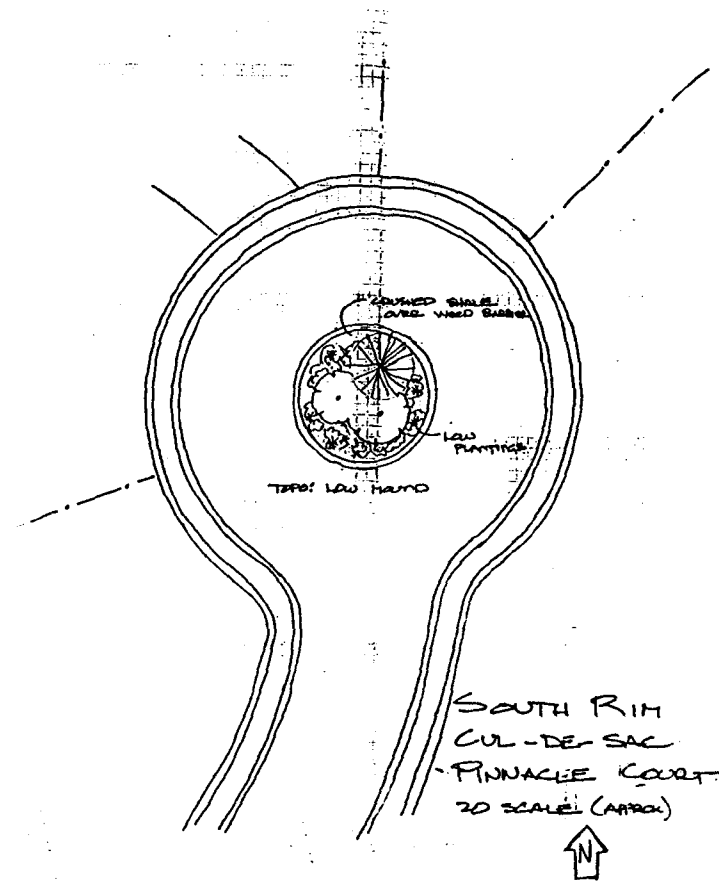 CRUSHED SHALE
OVER WEED BARRIER
LOW
PLANTINGS
TOPO: LOW MOUND
SOUTH RIM
CUL-DE-SAC
PINNACLE COURT
20 SCALE (APPROX)
N